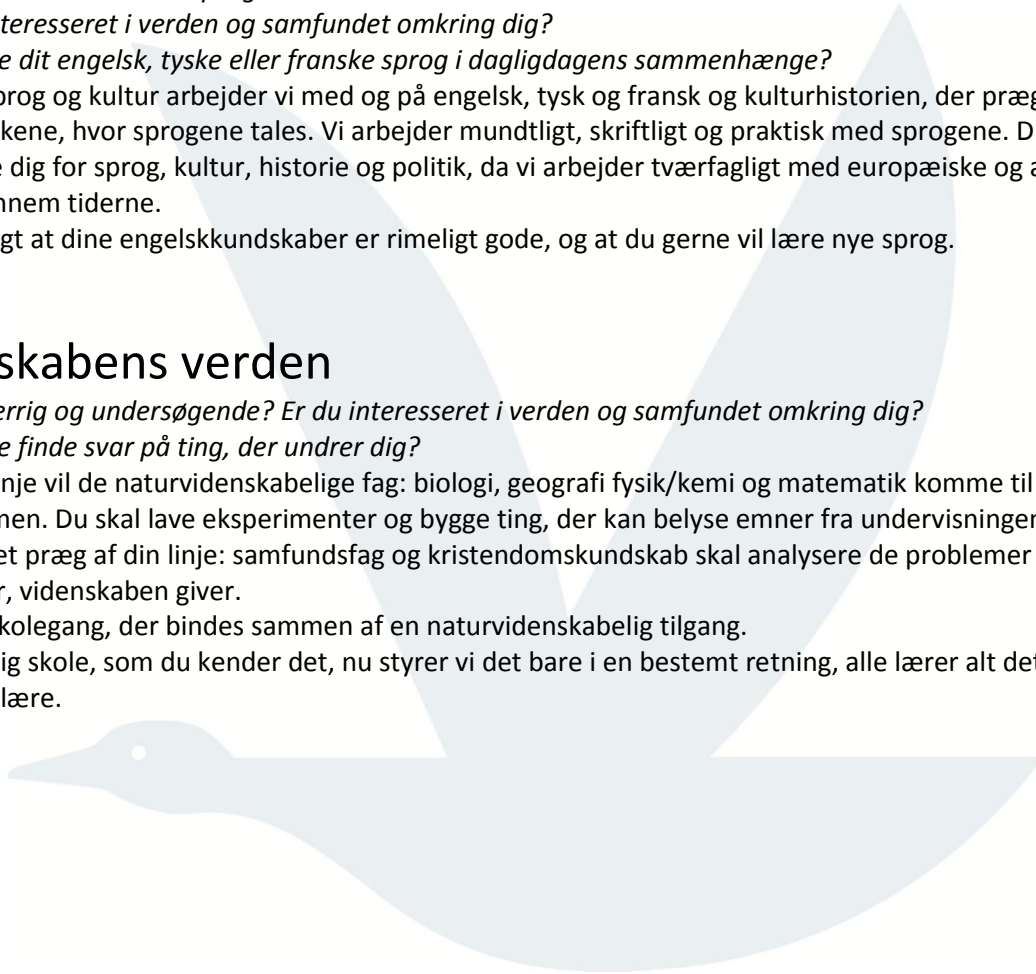 teresseret i verden og samfundet omkring dig?
e dit engelsk, tyske eller franske sprog i dagligdagens sammenhænge?
prog og kultur arbejder vi med og på engelsk, tysk og fransk og kulturhistorien, der præg
kene, hvor sprogene tales. Vi arbejder mundtligt, skriftligt og praktisk med sprogene. D
e dig for sprog, kultur, historie og politik, da vi arbejder tværfagligt med europæiske og a
nnem tiderne.
gt at dine engelskkundskaber er rimeligt gode, og at du gerne vil lære nye sprog.
skabens verden
errig og undersøgende? Er du interesseret i verden og samfundet omkring dig?
e finde svar på ting, der undrer dig?
nje vil de naturvidenskabelige fag: biologi, geografi fysik/kemi og matematik komme til
men. Du skal lave eksperimenter og bygge ting, der kan belyse emner fra undervisningen
et præg af din linje: samfundsfag og kristendomskundskab skal analysere de problemer
r, videnskaben giver.
kolegang, der bindes sammen af en naturvidenskabelig tilgang.
ig skole, som du kender det, nu styrer vi det bare i en bestemt retning, alle lærer alt det
lære.